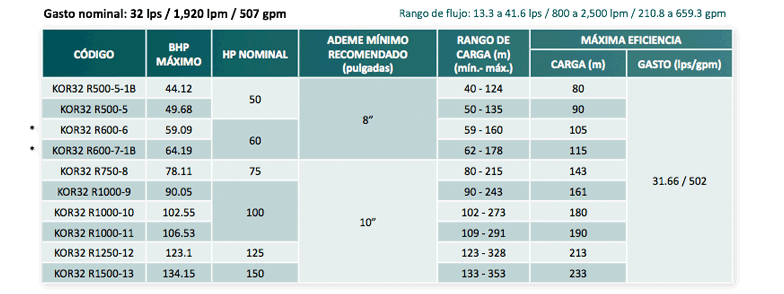 Gasto nominal: 32 lps / 1,920 lpm / 507 gpm
Rango de flujo: 13.3 a 41.6 lps / 800 a 2,500 lpm / 210.8 a 659.3 gpm
CÓDIGO
BHP
MÁXIMO
HP NOMINAL
ADEME MÍNIMO
RECOMENDADO
(pulgadas)
RANGO DE
CARGA (m)
(mín.- máx.)
MÁXIMA EFICIENCIA
CARGA (m)
GASTO (lps/gpm)
KOR32 R500-5-1B 44.12 40 - 124 80
50
KOR32 R500-5 49.68 50 - 135 90
8”
* KOR32 R600-6 59.09 59 - 160 105
60
* KOR32 R600-7-1B 64.19 62 - 178 115
KOR32 R750-8 78.11 75 80 - 215 143
31.66 / 502
KOR32 R1000-9 90.05 90 - 243 161
KOR32 R1000-10 102.55 100 102 - 273 180
10”
KOR32 R1000-11 106.53 109 - 291 190
KOR32 R1250-12 123.1 125 123 - 328 213
KOR32 R1500-13 134.15 150 133 - 353 233